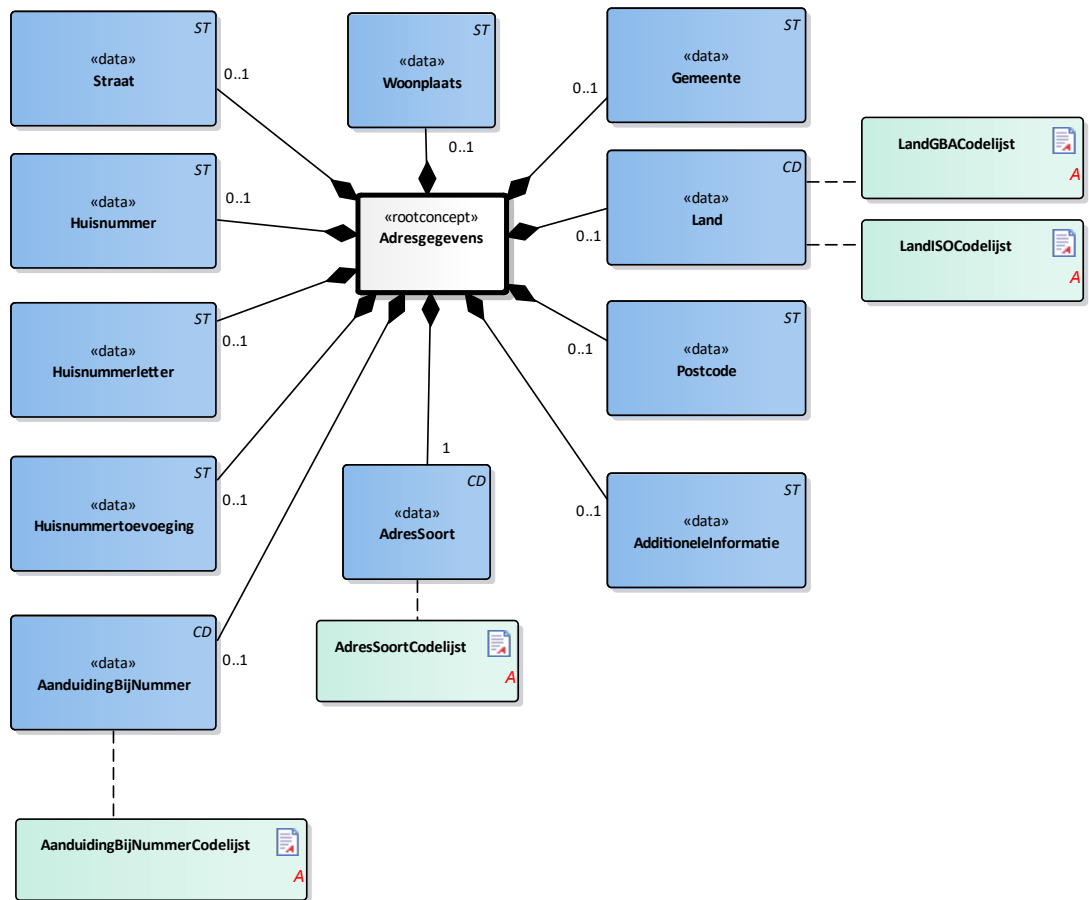 ST
«data»
Straat
0..1
ST
«data»
Woonplaats
0..1
ST
«data»
Gemeente
0..1
LandGBACodelijst
A
ST
«data»
Huisnummer
0..1
«rootconcept»
Adresgegevens
CD
«data»
Land
0..1
LandISOCodelijst
A
ST
«data»
Huisnummerletter
0..1
ST
«data»
Postcode
0..1
ST
«data»
Huisnummertoevoeging
0..1
1
CD
«data»
AdresSoort
ST
«data»
AdditioneleInformatie
0..1
CD
«data»
AanduidingBijNummer
0..1
AdresSoortCodelijst
A
AanduidingBijNummerCodelijst
A